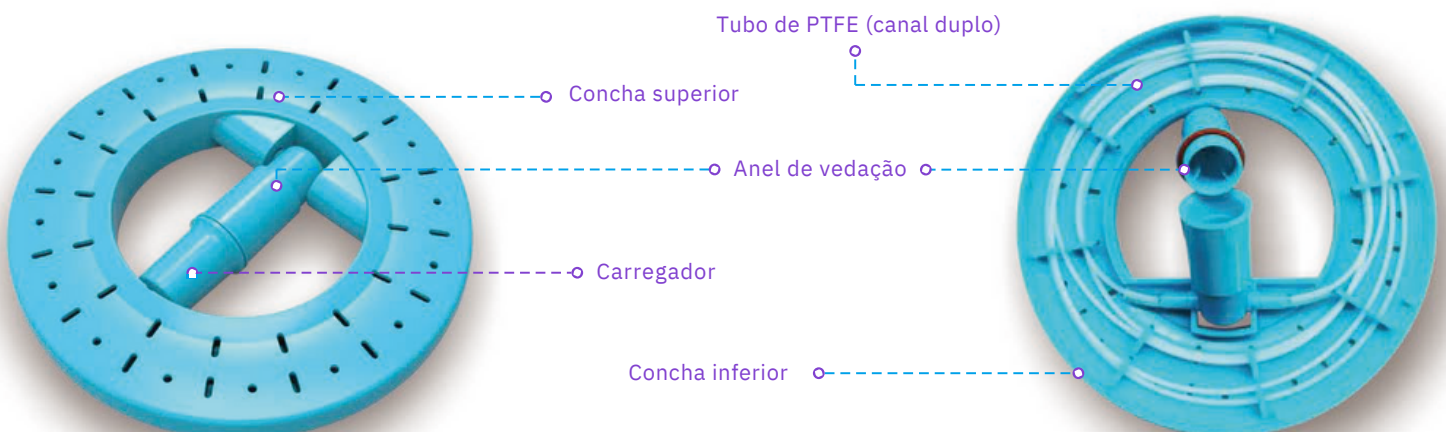 Tubo de PTFE (canal duplo)
Concha superior
Anel de vedação
Carregador
Concha inferior